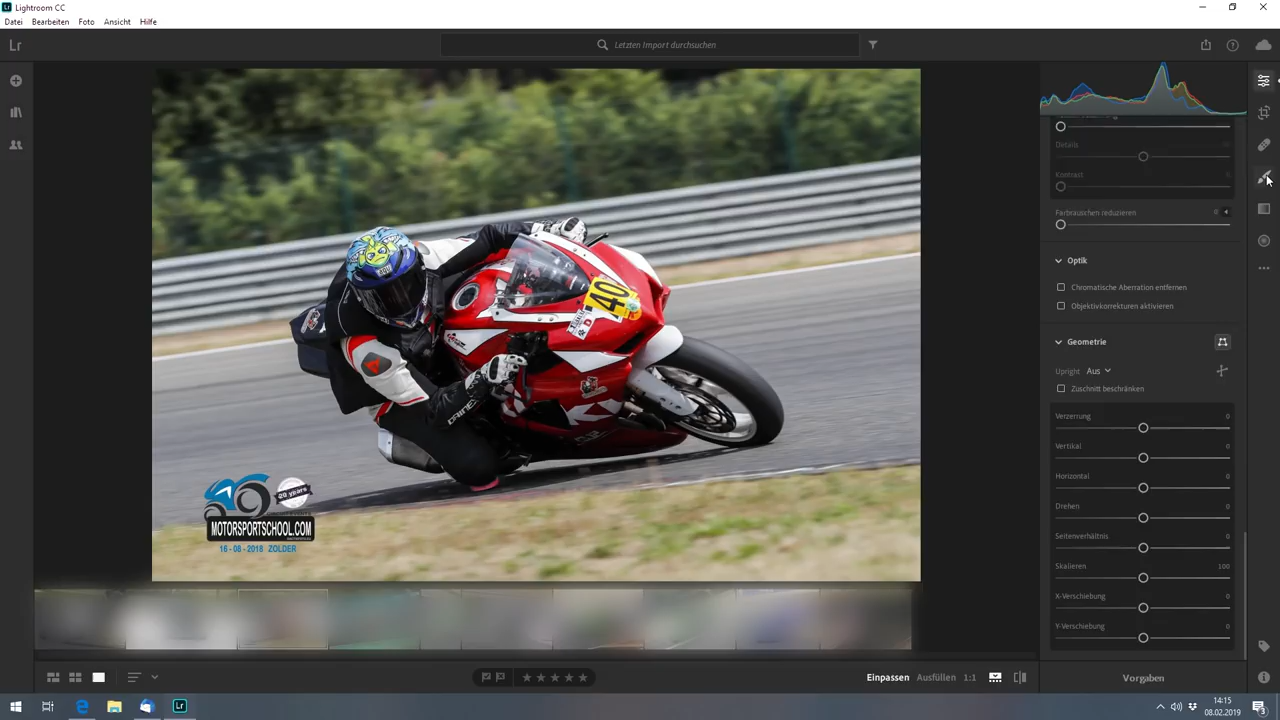 Lightroom CC
Datei Bearbeiten Foto Ansicht Hilfe
Lr
Letzten Import durchsuchen
Details
Kontrast
Farbrauschen reduzieren
Optik
Chromatische Aberration entfernen
Objektivkorrekturen aktivieren
Geometrie
Upright Aus
Zuschnitt beschränken
Verzerrung 0
Vertikal 0
Horizontal 0
Drehen 0
Seitenverhältnis 0
Skalieren 100
X-Verschiebung 0
Y-Verschiebung 0
40
DAINESE
20 years
MOTORSPORTSCHOOL.COM
16-08-2018 ZOLDER
Einpassen Ausfüllen 1:1
Vorgaben
Lr
14:15
08.02.2019
3